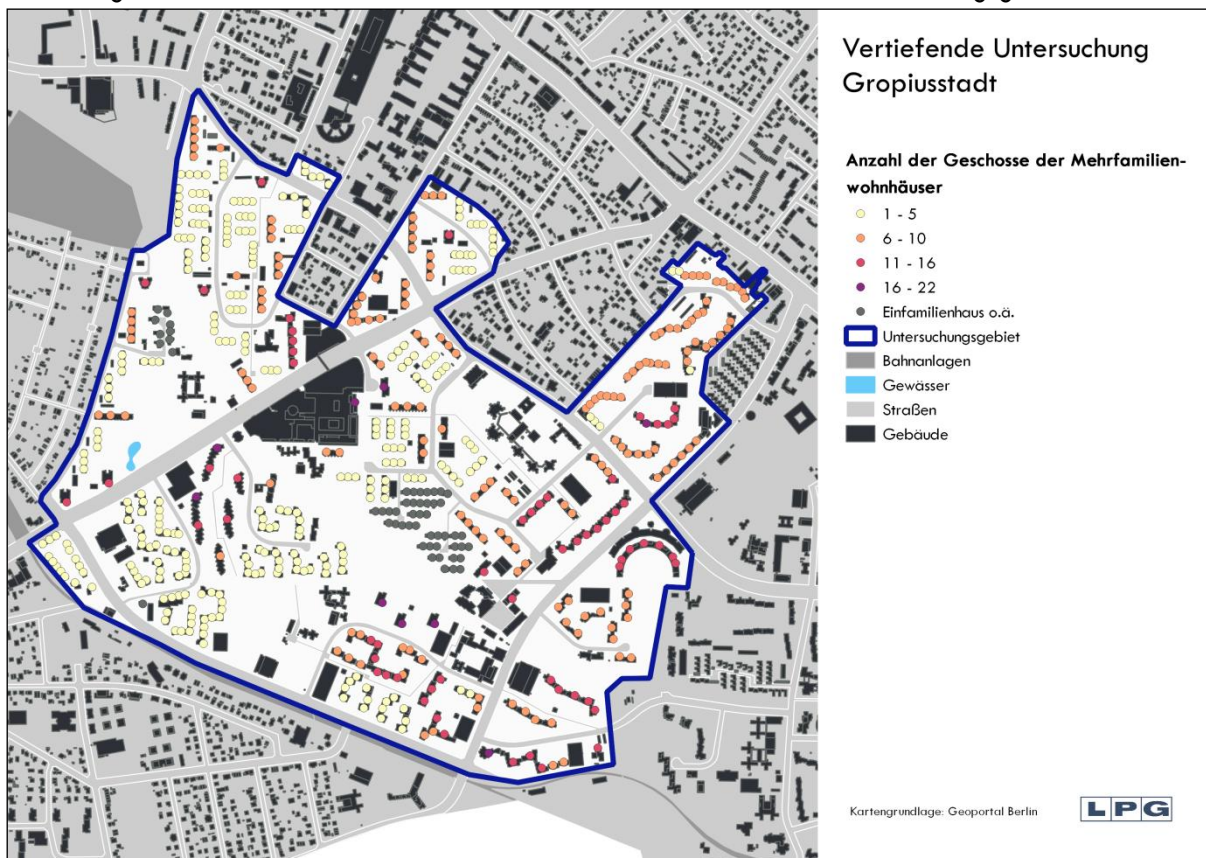 Vertiefende Untersuchung
Gropiusstadt
Anzahl der Geschosse der Mehrfamilien-
wohnhäuser
1 - 5
6 - 10
11 - 16
16 - 22
Einfamilienhaus o.ä.
Untersuchungsgebiet
Bahnanlagen
Gewässer
Straßen
Gebäude
Kartengrundlage: Geoportal Berlin
LPG